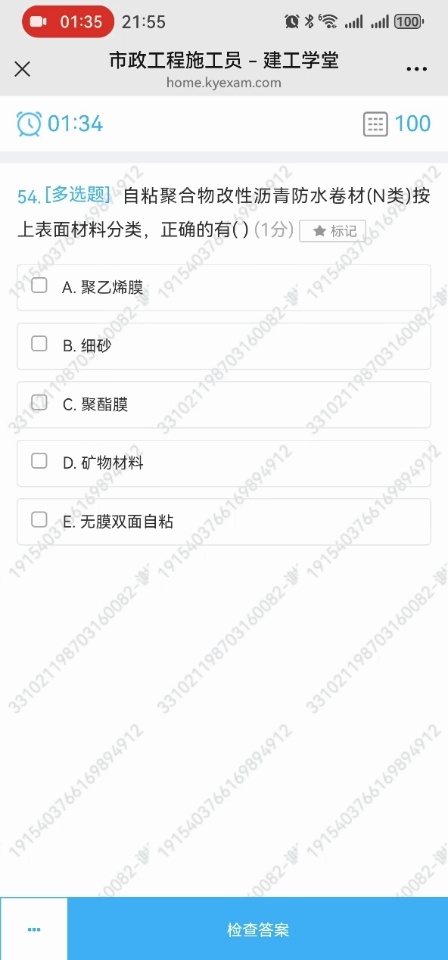 01:35 21:55 100
市政工程施工员 - 建工学堂
home.kyexam.com
01:34 100
54.[多选题] 自粘聚合物改性沥青防水卷材(N类)按
上表面材料分类，正确的有( ) (1分) ★ 标记
A. 聚乙烯膜
B. 细砂
C. 聚酯膜
D. 矿物材料
E. 无膜双面自粘
检查答案
191540376616989​4912
331021198703160082-谢